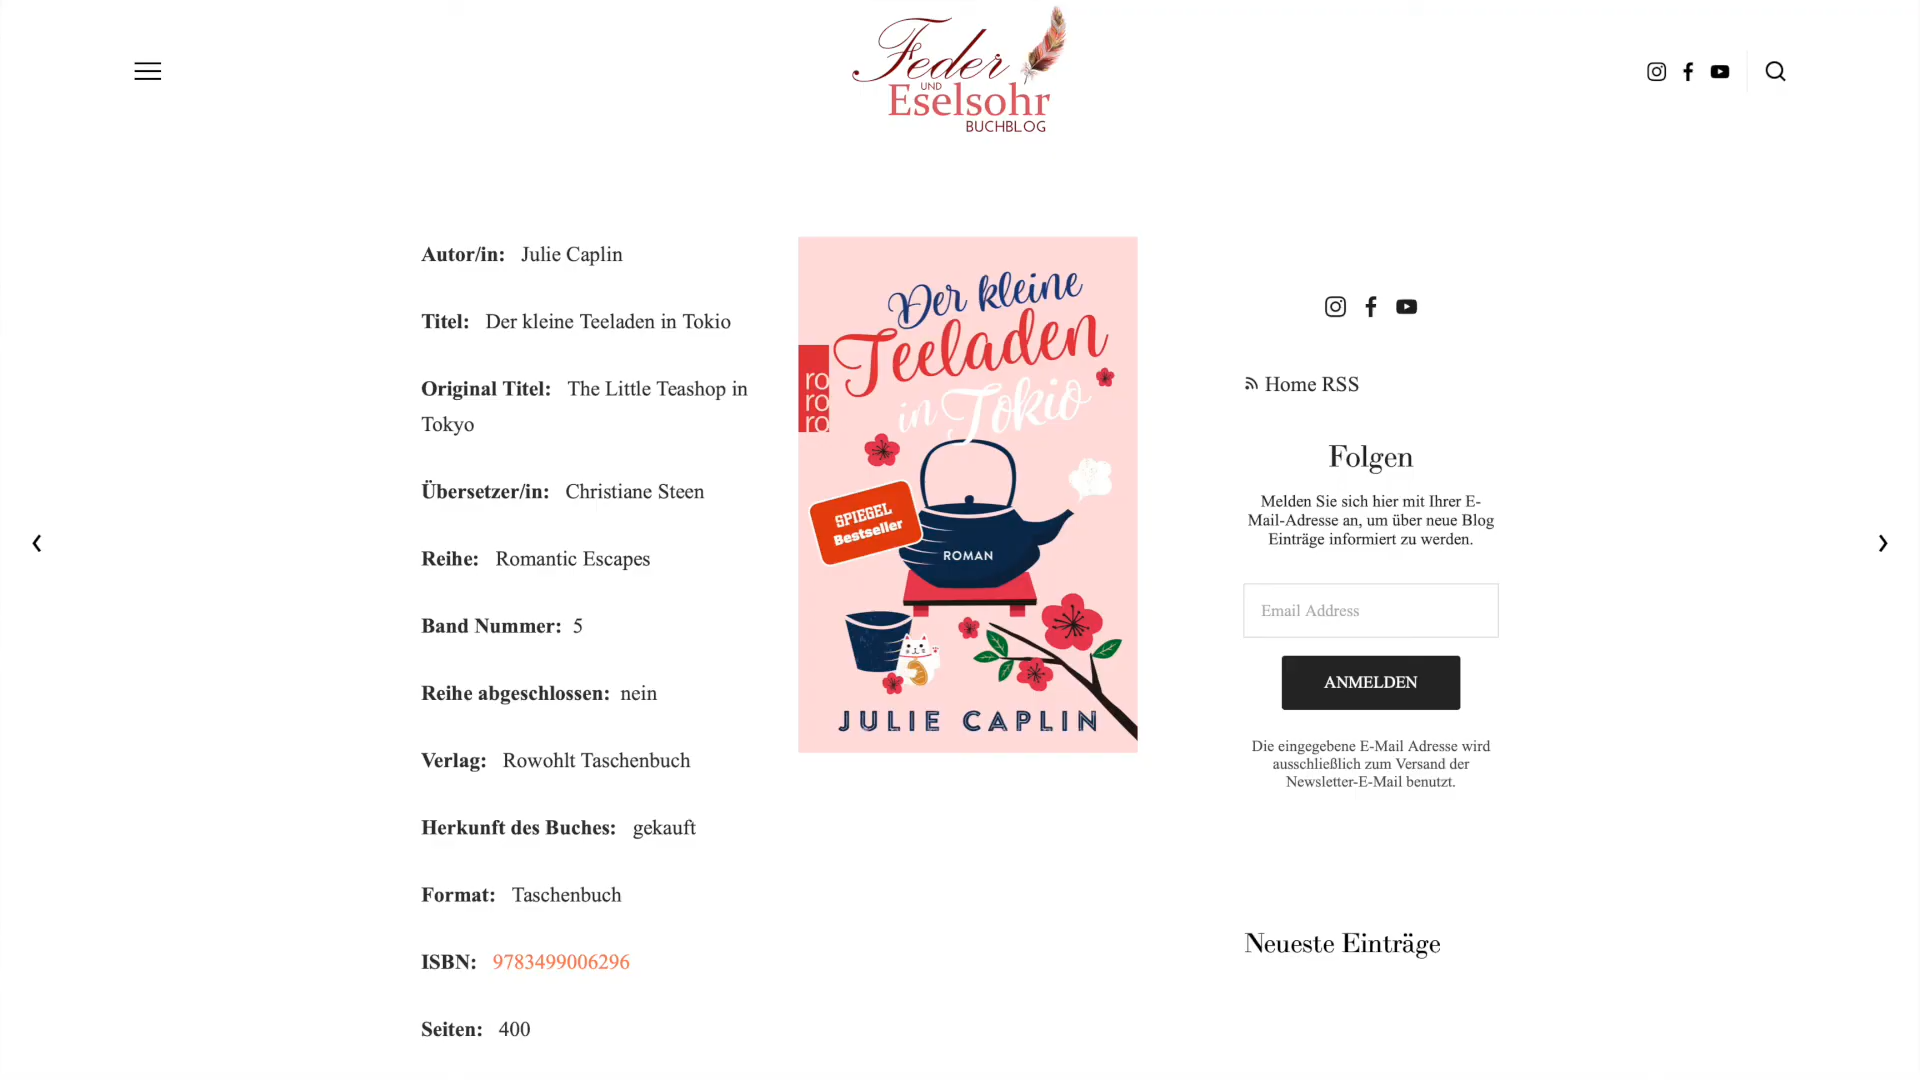 Feder
UND
Eselsohr
BUCHBLOG
Autor/in: Julie Caplin
Titel: Der kleine Teeladen in Tokio
Original Titel: The Little Teashop in
Tokyo
Übersetzer/in: Christiane Steen
Reihe: Romantic Escapes
Band Nummer: 5
Reihe abgeschlossen: nein
Verlag: Rowohlt Taschenbuch
Herkunft des Buches: gekauft
Format: Taschenbuch
ISBN: 9783499006296
Seiten: 400
Der kleine
Teeladen
in Tokio
ro
ro
ro
SPIEGEL
Bestseller
ROMAN
JULIE CAPLIN
Home RSS
Folgen
Melden Sie sich hier mit Ihrer E-
Mail-Adresse an, um über neue Blog
Einträge informiert zu werden.
Email Address
ANMELDEN
Die eingegebene E-Mail Adresse wird
ausschließlich zum Versand der
Newsletter-E-Mail benutzt.
Neueste Einträge